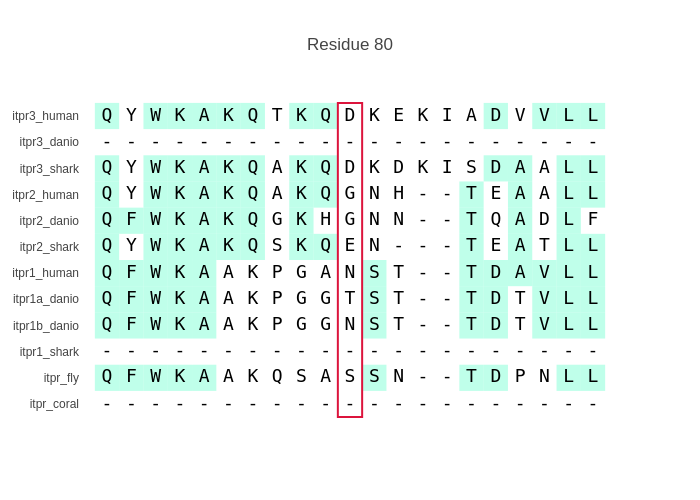 Residue 80
itpr3_human Q Y W K A K Q T K Q D K E K I A D V V L L
itpr3_danio - - - - - - - - - - - - - - - - - - - - -
itpr3_shark Q Y W K A K Q A K Q D K D K I S D A A L L
itpr2_human Q Y W K A K Q A K Q G N H - - T E A A L L
itpr2_danio Q F W K A K Q G K H G N N - - T Q A D L F
itpr2_shark Q Y W K A K Q S K Q E N - - - T E A T L L
itpr1_human Q F W K A A K P G A N S T - - T D A V L L
itpr1a_danio Q F W K A A K P G G T S T - - T D T V L L
itpr1b_danio Q F W K A A K P G G N S T - - T D T V L L
itpr1_shark - - - - - - - - - - - - - - - - - - - - -
itpr_fly Q F W K A A K Q S A S S N - - T D P N L L
itpr_coral - - - - - - - - - - - - - - - - - - - - -